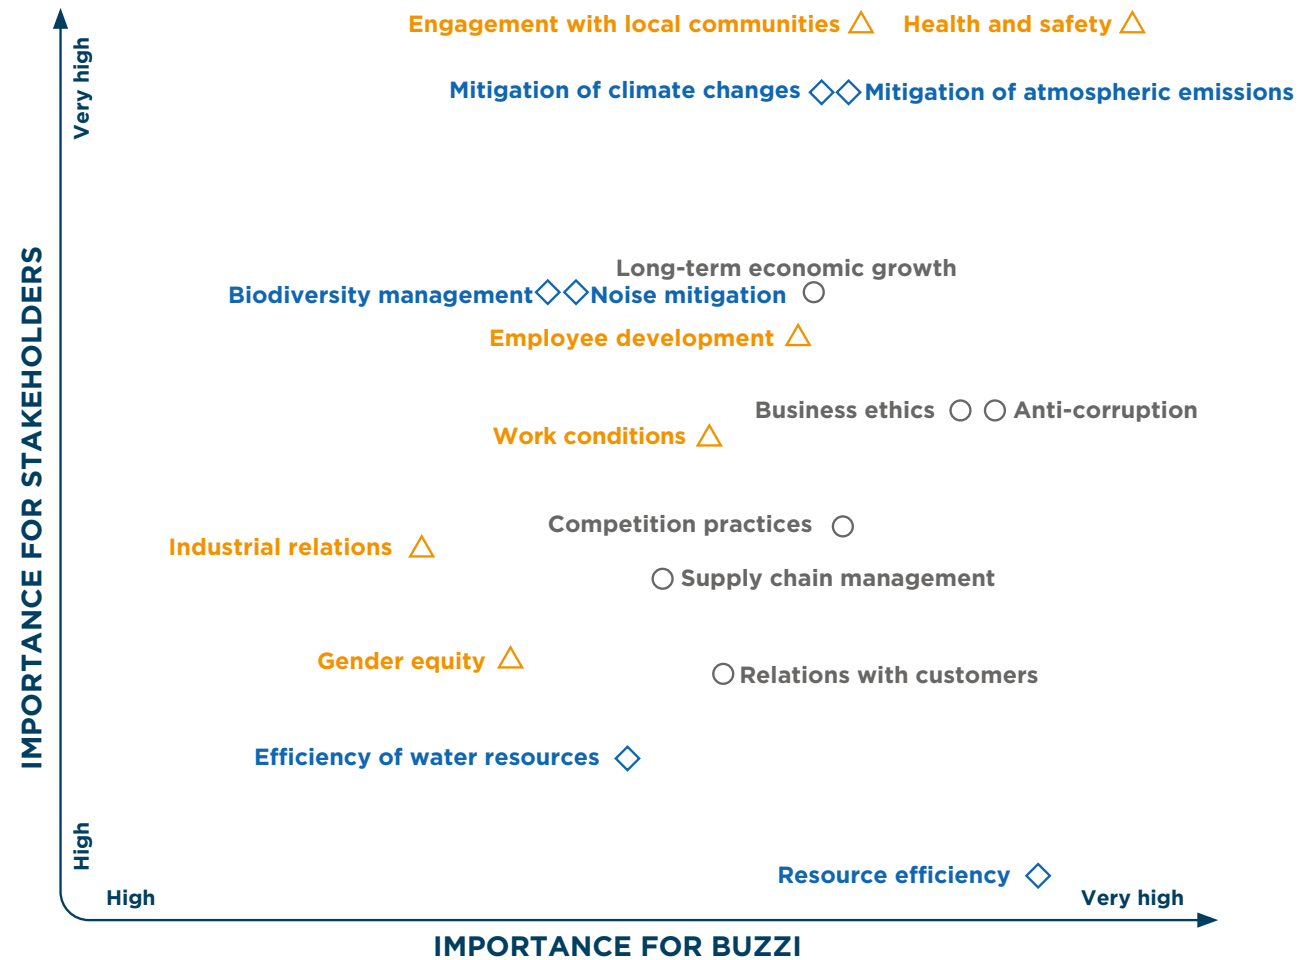 Engagement with local communities
Health and safety
Very high
Mitigation of climate changes
Mitigation of atmospheric emissions
Long-term economic growth
Biodiversity management
Noise mitigation
Employee development
Business ethics
Anti-corruption
Work conditions
IMPORTANCE FOR STAKEHOLDERS
Competition practices
Industrial relations
Supply chain management
Gender equity
Relations with customers
Efficiency of water resources
High
Resource efficiency
High
Very high
IMPORTANCE FOR BUZZI